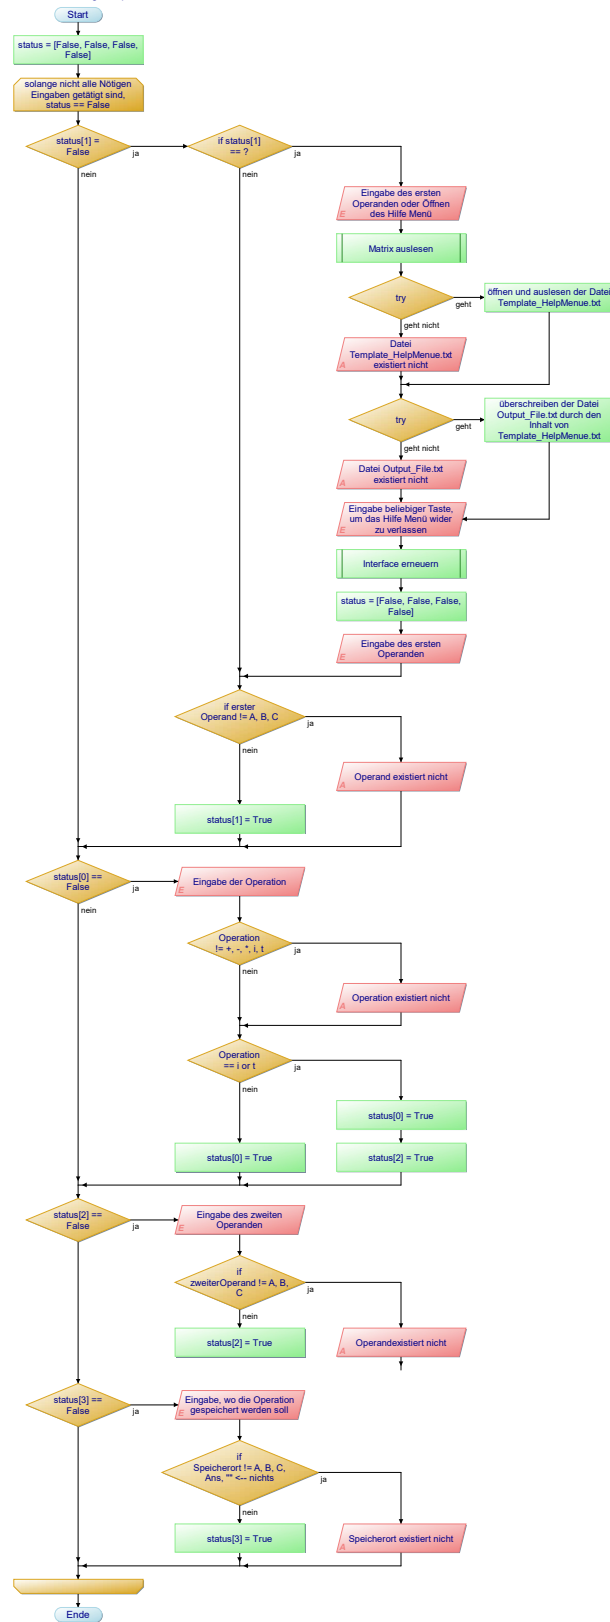 Start
status = [False, False, False,
False]
solange nicht alle Nötigen
Eingaben getätigt sind,
status == False
status[1] =
False
ja
nein
if status[1]
== ?
ja
nein
Eingabe des ersten
Operanden oder Öffnen
des Hilfe Menü
E
Matrix auslesen
try
geht
geht nicht
öffnen und auslesen der Datei
Template_HelpMenue.txt
Datei
Template_HelpMenue.txt
existiert nicht
A
try
geht
geht nicht
überschreiben der Datei
Output_File.txt durch den
Inhalt von
Template_HelpMenue.txt
Datei Output_File.txt
existiert nicht
A
Eingabe beliebiger Taste,
um das Hilfe Menü wider
zu verlassen
E
Interface erneuern
status = [False, False, False,
False]
Eingabe des ersten
Operanden
E
if erster
Operand != A, B, C
ja
nein
Operand existiert nicht
A
status[1] = True
status[0] ==
False
ja
nein
Eingabe der Operation
E
Operation
!= +, -, *, i, t
ja
nein
Operation existiert nicht
A
Operation
== i or t
ja
nein
status[0] = True
status[0] = True
status[2] = True
status[2] ==
False
ja
Eingabe des zweiten
Operanden
E
if
zweiterOperand != A, B,
C
ja
nein
status[2] = True
Operandexistiert nicht
A
status[3] ==
False
ja
Eingabe, wo die Operation
gespeichert werden soll
E
if
Speicherort != A, B, C,
Ans, "" <-- nichts
ja
nein
status[3] = True
Speicherort existiert nicht
A
Ende